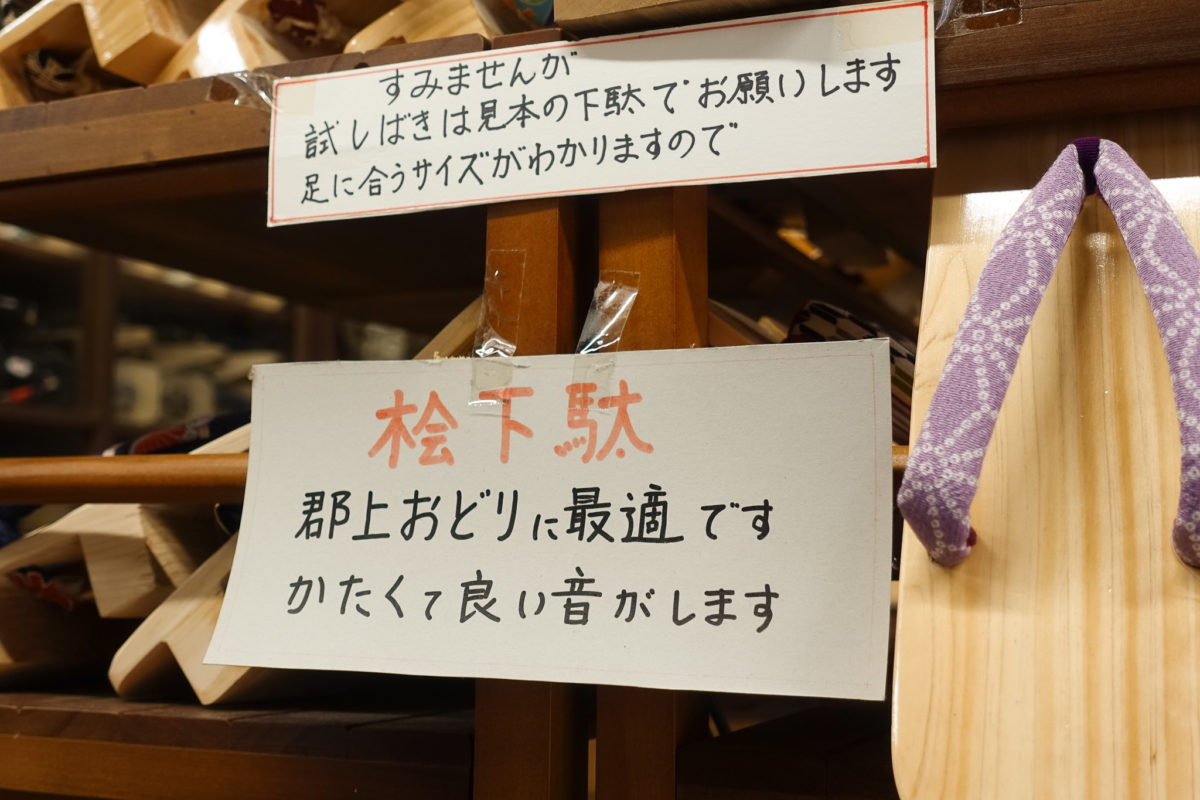 すみませんが
試しばきは見本の下駄でお願いします
足に合うサイズがわかりますので
桧下駄
郡上おどりに最適です
かたくて良い音がします